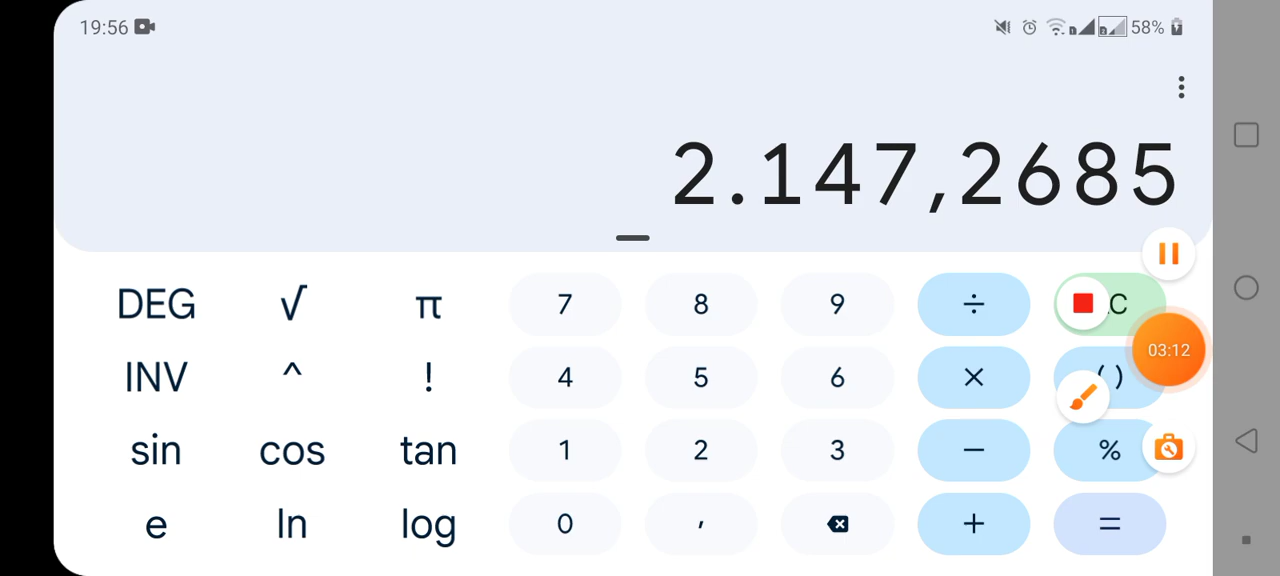 19:56 58%
2.147,2685
DEG √ π 7 8 9 ÷ C
INV ^ ! 4 5 6 × ( ) 03:12
sin cos tan 1 2 3 − %
e ln log 0 , + =